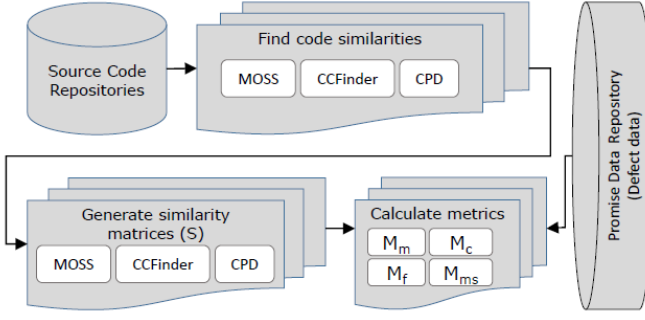 Source Code
Repositories
Find code similarities
MOSS
CCFinder
CPD
Promise Data Repository
(Defect data)
Generate similarity
matrices (S)
MOSS
CCFinder
CPD
Calculate metrics
Mm
Mc
Mf
Mms